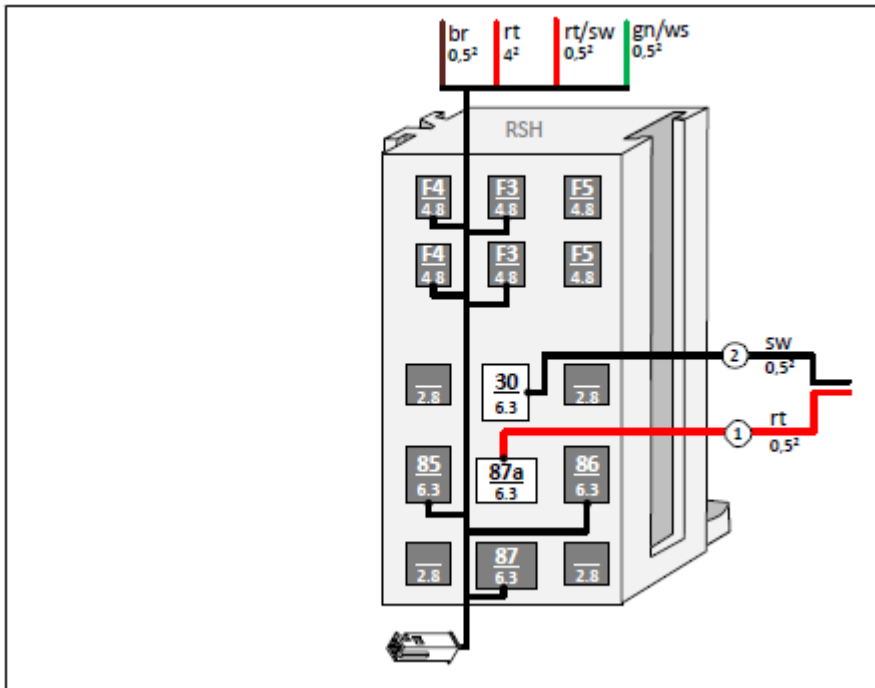 br rt rt/sw gn/ws
0,5² 4² 0,5² 0,5²
RSH
F4 F3 F5
4.8 4.8 4.8
F4 F3 F5
4.8 4.8 4.8
2 sw
0,5²
30
2.8 6.3 2.8
1 rt
0,5²
85 87a 86
6.3 6.3 6.3
87
2.8 6.3 2.8